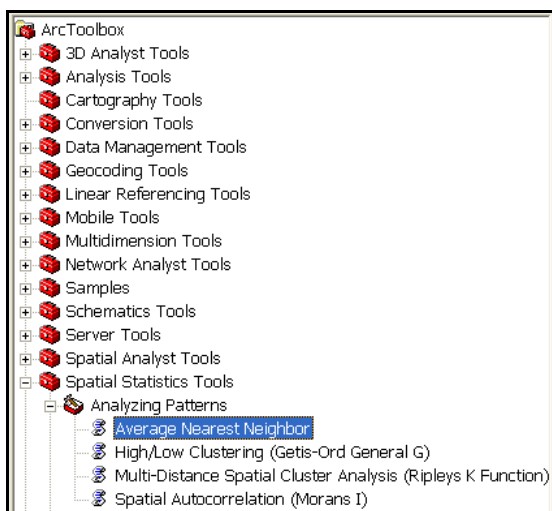 ArcToolbox
3D Analyst Tools
Analysis Tools
Cartography Tools
Conversion Tools
Data Management Tools
Geocoding Tools
Linear Referencing Tools
Mobile Tools
Multidimension Tools
Network Analyst Tools
Samples
Schematics Tools
Server Tools
Spatial Analyst Tools
Spatial Statistics Tools
Analyzing Patterns
Average Nearest Neighbor
High/Low Clustering (Getis-Ord General G)
Multi-Distance Spatial Cluster Analysis (Ripleys K Function)
Spatial Autocorrelation (Morans I)